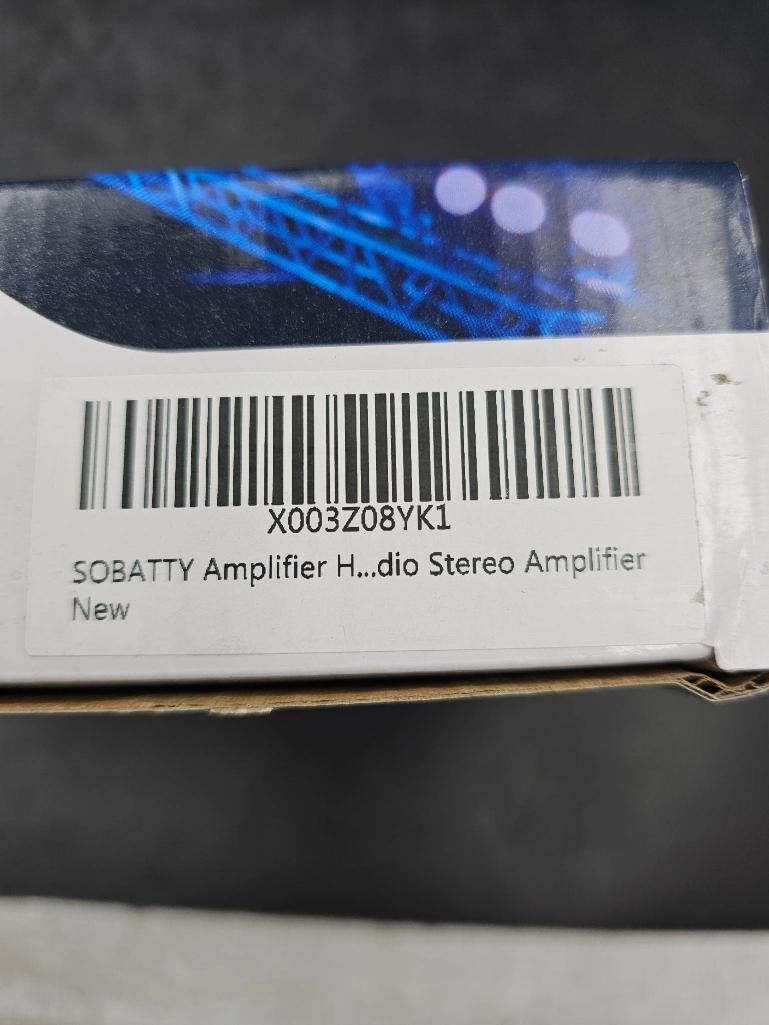 X003Z08YK1
SOBATTY Amplifier H...dio Stereo Amplifier
New